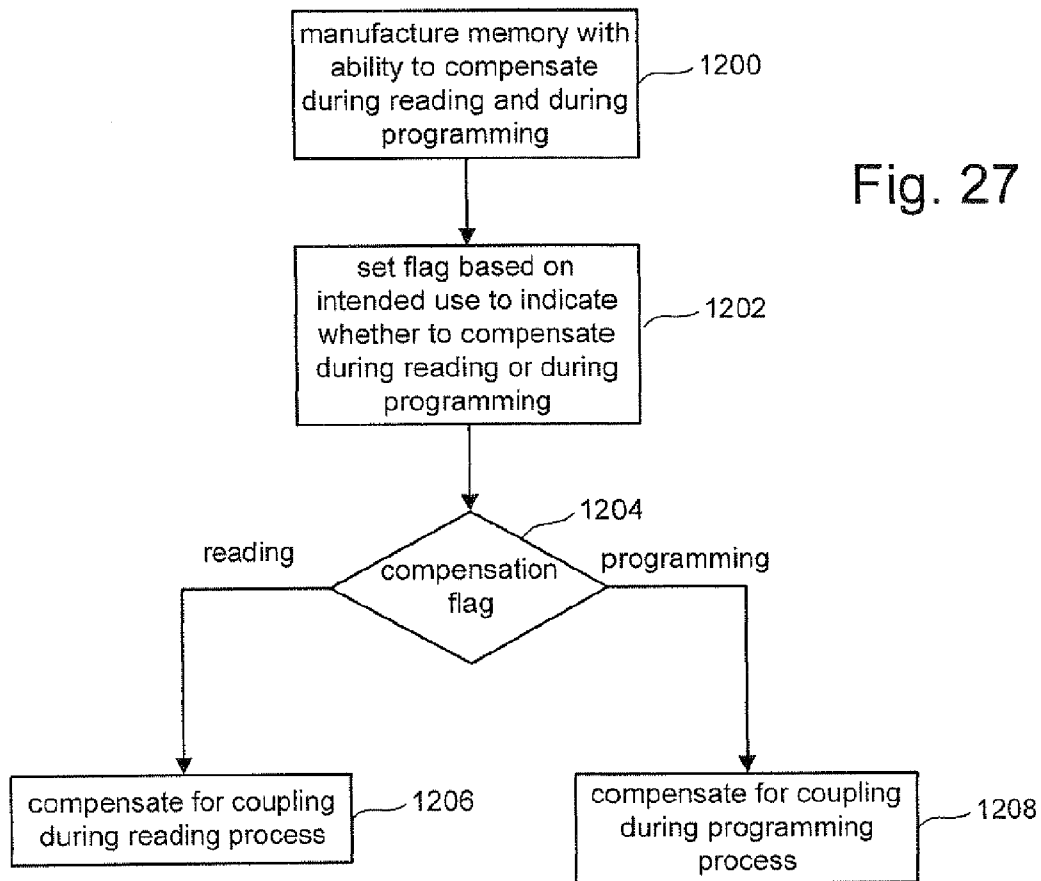 manufacture memory with
ability to compensate
during reading and during
programming
1200
Fig. 27
set flag based on
intended use to indicate
whether to compensate
during reading or during
programming
1202
1204
reading
programming
compensation
flag
compensate for coupling
during reading process
1206
compensate for coupling
during programming
process
1208